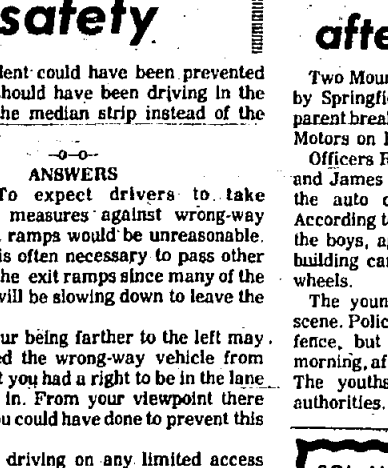 safety
dent could have been prevented
should have been driving in the
the median strip instead of the
—o—o—
ANSWERS
To expect drivers to take
measures against wrong-way
ramps would be unreasonable.
is often necessary to pass other
the exit ramps since many of the
will be slowing down to leave the
ur being farther to the left may
ed the wrong-way vehicle from
t you had a right to be in the lane
in. From your viewpoint there
ou could have done to prevent this
driving on any limited access
afte
Two Moun
by Springfie
parent break
Motors on
Officers
and James
the auto
According t
the boys, a
building ca
wheels.
The youn
scene. Polic
fence, but
morning, af
The youths
authorities.